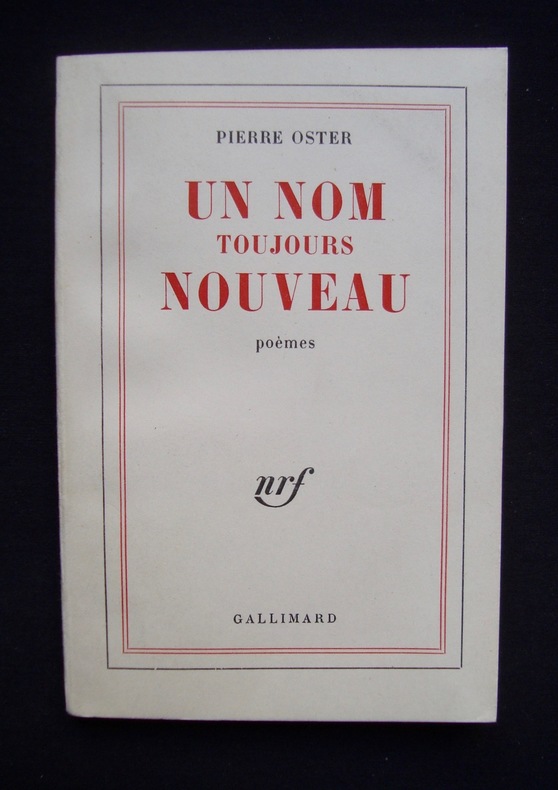 PIERRE OSTER
UN NOM
TOUJOURS
NOUVEAU
poèmes
nrf
GALLIMARD